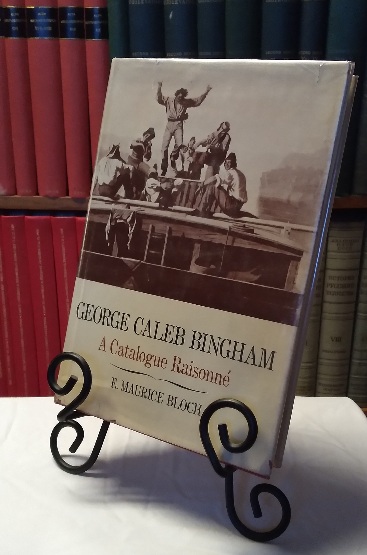 GEORGE CALEB BINGHAM
A Catalogue Raisonné
E. MAURICE BLOCH